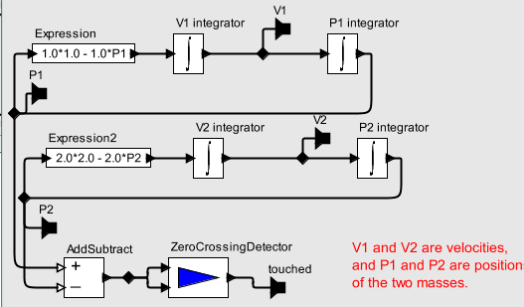 V1
V1 integrator
P1 integrator
Expression
1.0*1.0 - 1.0*P1
P1
V2
V2 integrator
P2 integrator
Expression2
2.0*2.0 - 2.0*P2
P2
AddSubtract
ZeroCrossingDetector
touched
V1 and V2 are velocities,
and P1 and P2 are position
of the two masses.